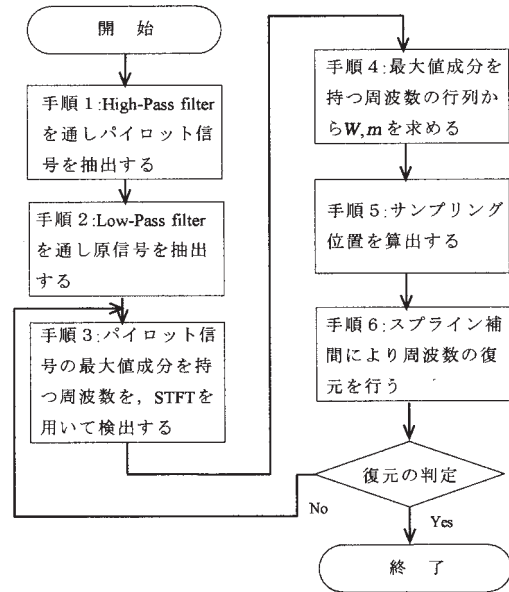 開　始
手順１:High-Pass filter
を通しパイロット信
号を抽出する
手順２:Low-Pass filter
を通し原信号を抽出
する
手順３:パイロット信
号の最大値成分を持
つ周波数を，STFTを
用いて検出する
手順４:最大値成分を
持つ周波数の行列か
らW,mを求める
手順５:サンプリング
位置を算出する
手順６:スプライン補
間により周波数の復
元を行う
復元の判定
No
Yes
終　了